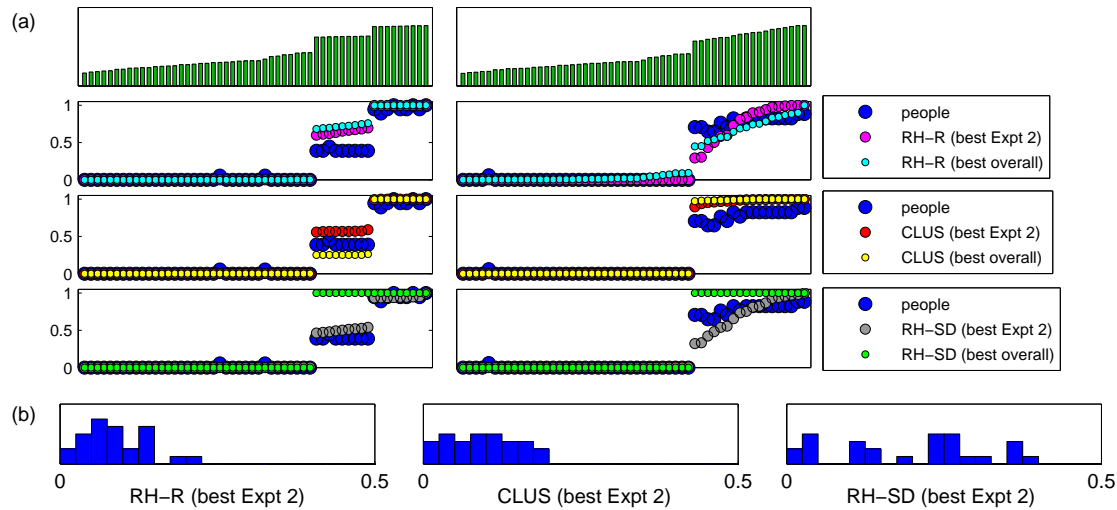 (a)
1
0.5
0
people
RH-R (best Expt 2)
RH-R (best overall)
1
0.5
0
people
CLUS (best Expt 2)
CLUS (best overall)
1
0.5
0
people
RH-SD (best Expt 2)
RH-SD (best overall)
(b)
0 0.5
RH-R (best Expt 2)
0 0.5
CLUS (best Expt 2)
0 0.5
RH-SD (best Expt 2)